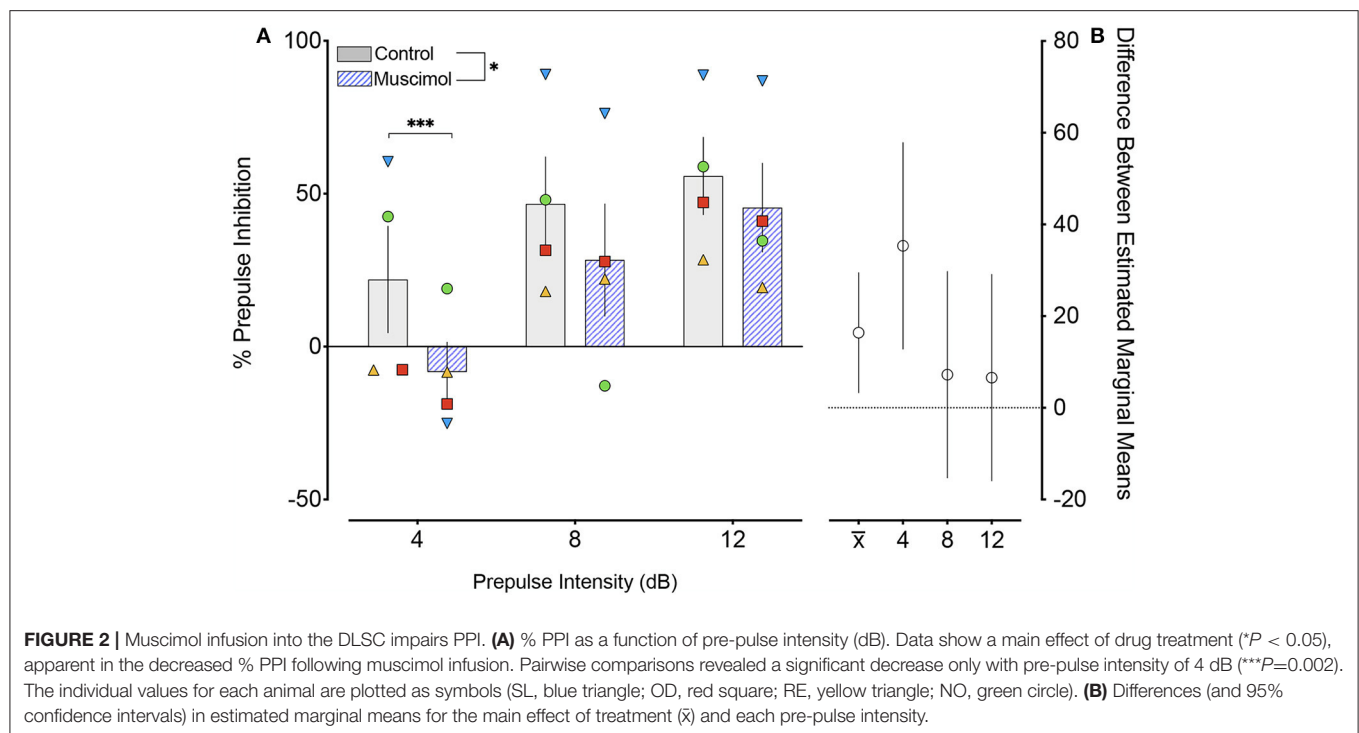 A
B
100
50
0
-50
% Prepulse Inhibition
Control
Muscimol
*
***
4
8
12
Prepulse Intensity (dB)
80
60
40
20
0
-20
Difference Between Estimated Marginal Means
x̄
4
8
12
FIGURE 2 | Muscimol infusion into the DLSC impairs PPI. (A) % PPI as a function of pre-pulse intensity (dB). Data show a main effect of drug treatment (*P < 0.05),
apparent in the decreased % PPI following muscimol infusion. Pairwise comparisons revealed a significant decrease only with pre-pulse intensity of 4 dB (***P=0.002).
The individual values for each animal are plotted as symbols (SL, blue triangle; OD, red square; RE, yellow triangle; NO, green circle). (B) Differences (and 95%
confidence intervals) in estimated marginal means for the main effect of treatment (x̄) and each pre-pulse intensity.